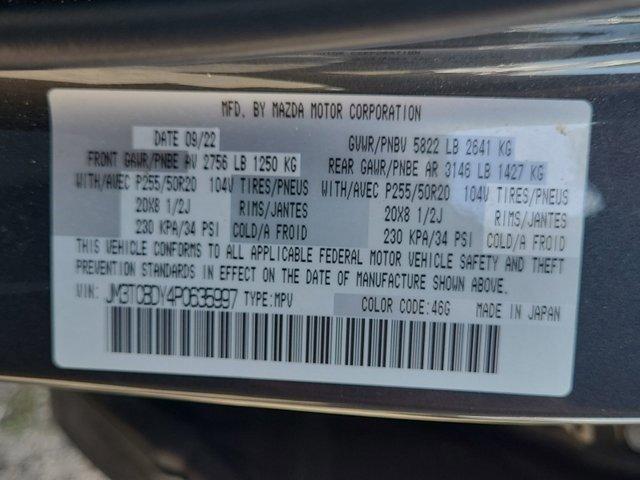 MFD. BY MAZDA MOTOR CORPORATION
DATE 09/22 GVWR/PNBV 5822 LB 2641 KG
FRONT GAWR/PNBE AV 2756 LB 1250 KG REAR GAWR/PNBE AR 3146 LB 1427 KG
WITH/AVEC P255/50R20 104V TIRES/PNEUS WITH/AVEC P255/50R20 104V TIRES/PNEUS
20X8 1/2J RIMS/JANTES 20X8 1/2J RIMS/JANTES
230 KPA/34 PSI COLD/A FROID 230 KPA/34 PSI COLD/A FROID
THIS VEHICLE CONFORMS TO ALL APPLICABLE FEDERAL MOTOR VEHICLE SAFETY AND THEFT
PREVENTION STANDARDS IN EFFECT ON THE DATE OF MANUFACTURE SHOWN ABOVE.
VIN: JM3TCBDY4P0635997 TYPE:MPV COLOR CODE:46G MADE IN JAPAN